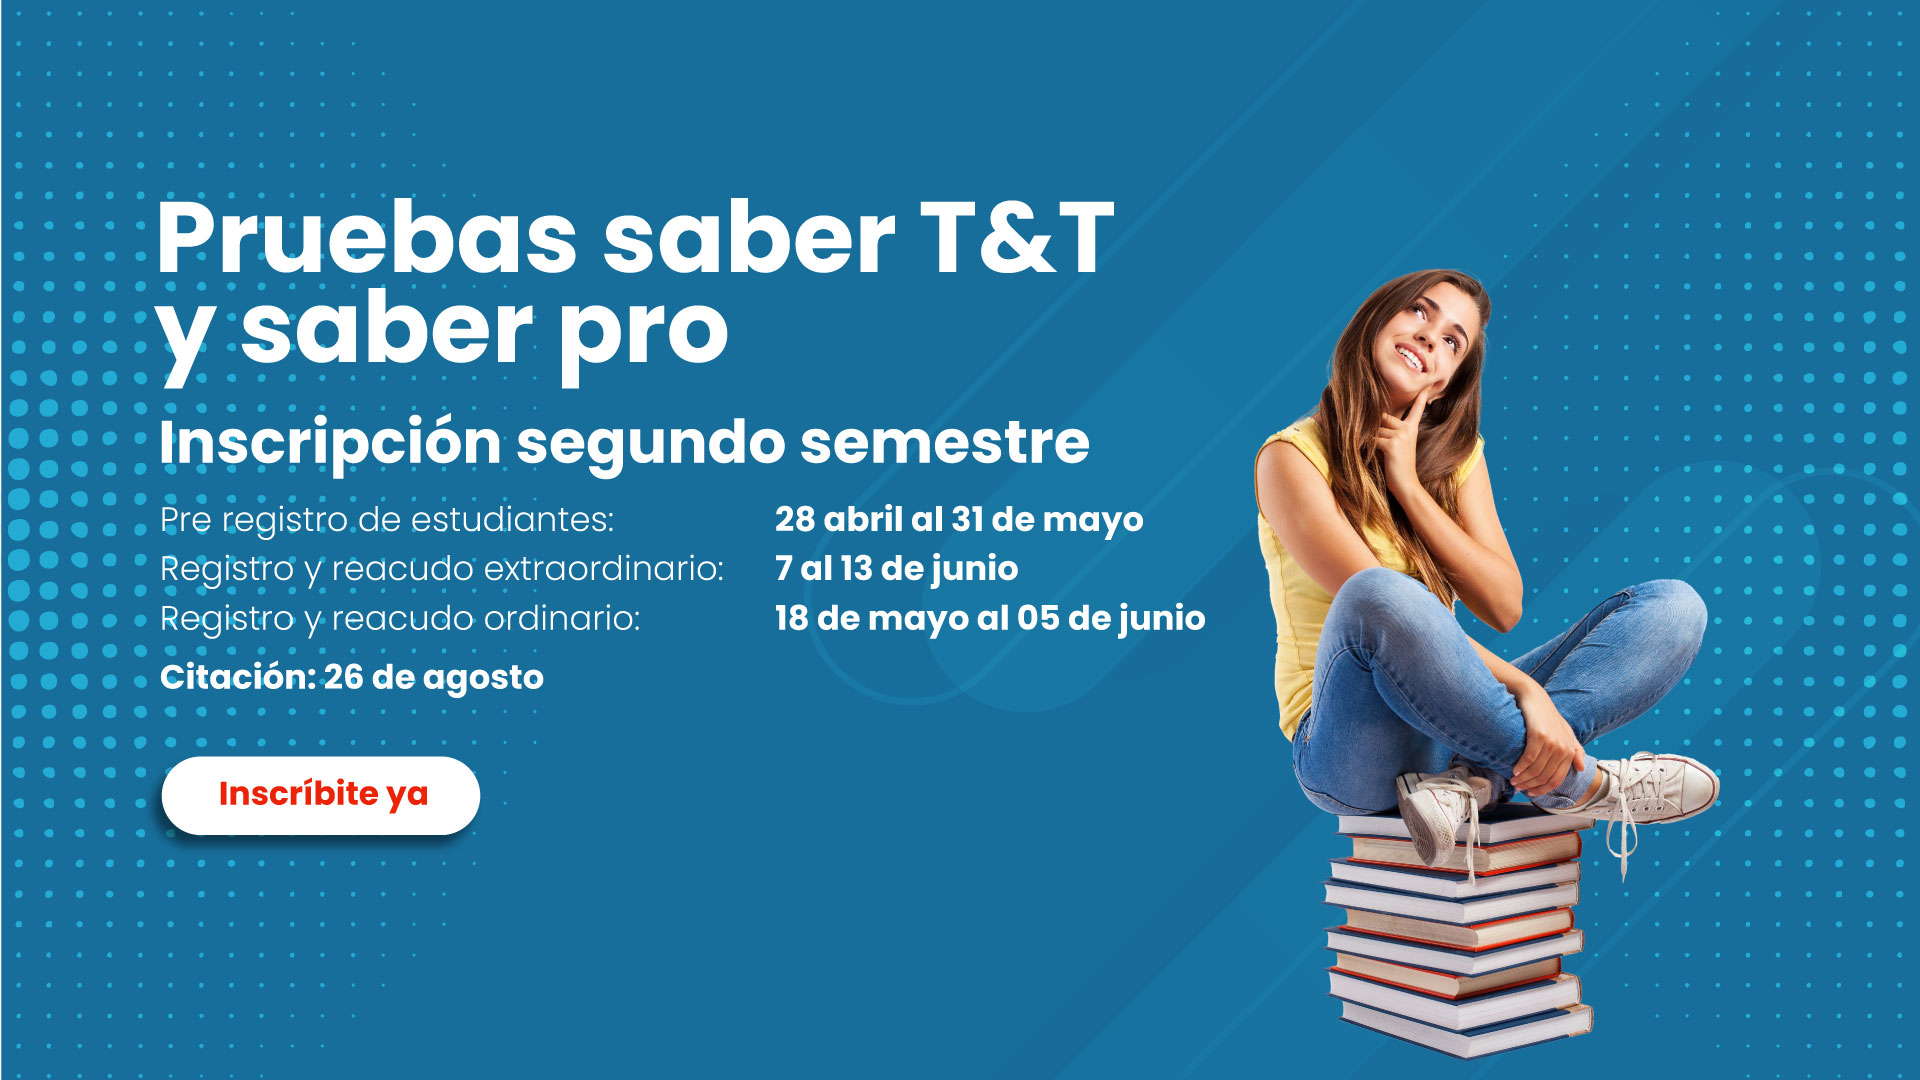 Pruebas saber T&T
y saber pro
Inscripción segundo semestre
Pre registro de estudiantes: 28 abril al 31 de mayo
Registro y reacudo extraordinario: 7 al 13 de junio
Registro y reacudo ordinario: 18 de mayo al 05 de junio
Citación: 26 de agosto
Inscríbite ya